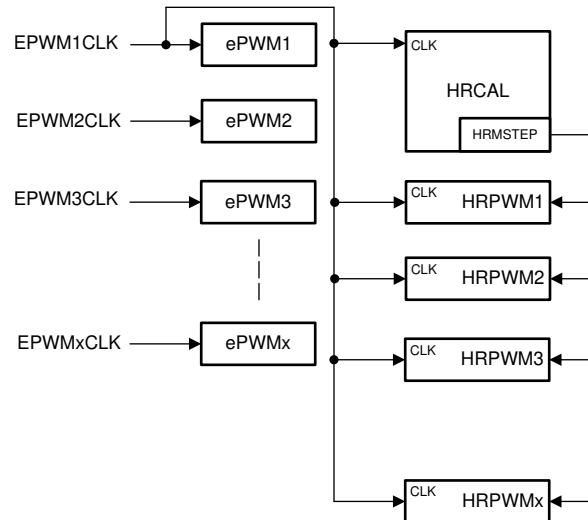 EPWM1CLK
ePWM1
EPWM2CLK
ePWM2
EPWM3CLK
ePWM3
EPWMxCLK
ePWMx
CLK
HRCAL
HRMSTEP
CLK
HRPWM1
CLK
HRPWM2
CLK
HRPWM3
CLK
HRPWMx